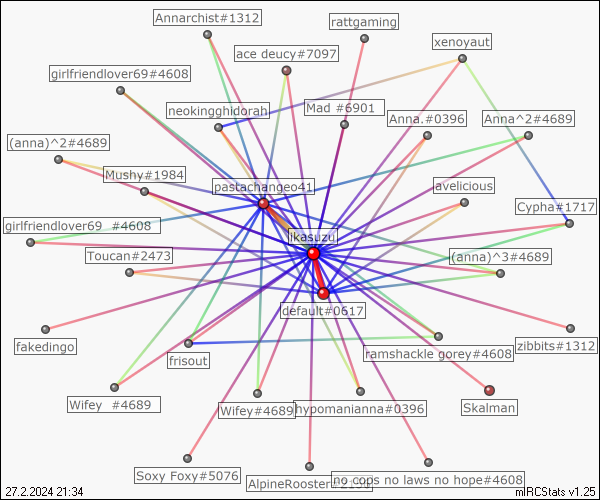 Annarchist#1312
rattgaming
xenoyaut
ace deucy#7097
girlfriendlover69#4608
neokingghidorah
Mad #6901
Anna.#0396
Anna^2#4689
(anna)^2#4689
Mushy#1984
pastachangeo41
avelicious
Cypha#1717
girlfriendlover69 #4608
ikasuzu
Toucan#2473
(anna)^3#4689
default#0617
fakedingo
frisout
ramshackle gorey#4608
zibbits#1312
Wifey #4689
Wifey#4689
hypomanianna#0396
Skalman
Soxy Foxy#5076
AlpineRooster
no cops no laws no hope#4608
27.2.2024 21:34
mIRCStats v1.25